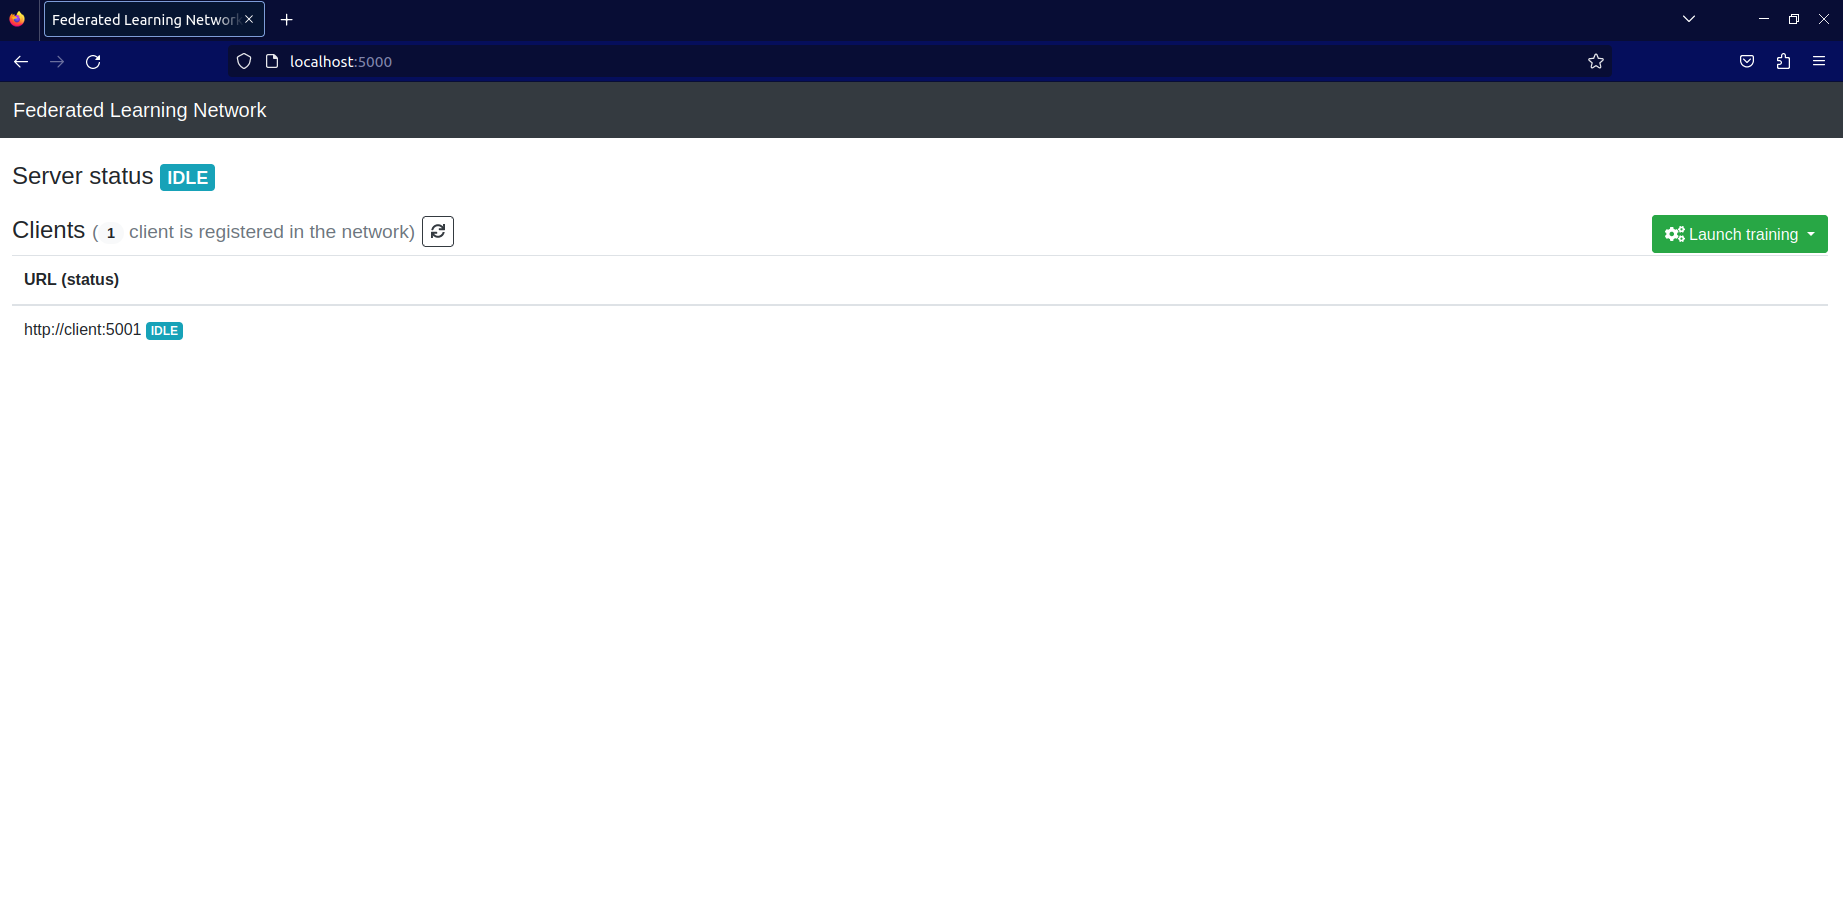 Federated Learning Network
localhost:5000
Federated Learning Network
Server status IDLE
Clients ( 1 client is registered in the network)
Launch training
URL (status)
http://client:5001 IDLE